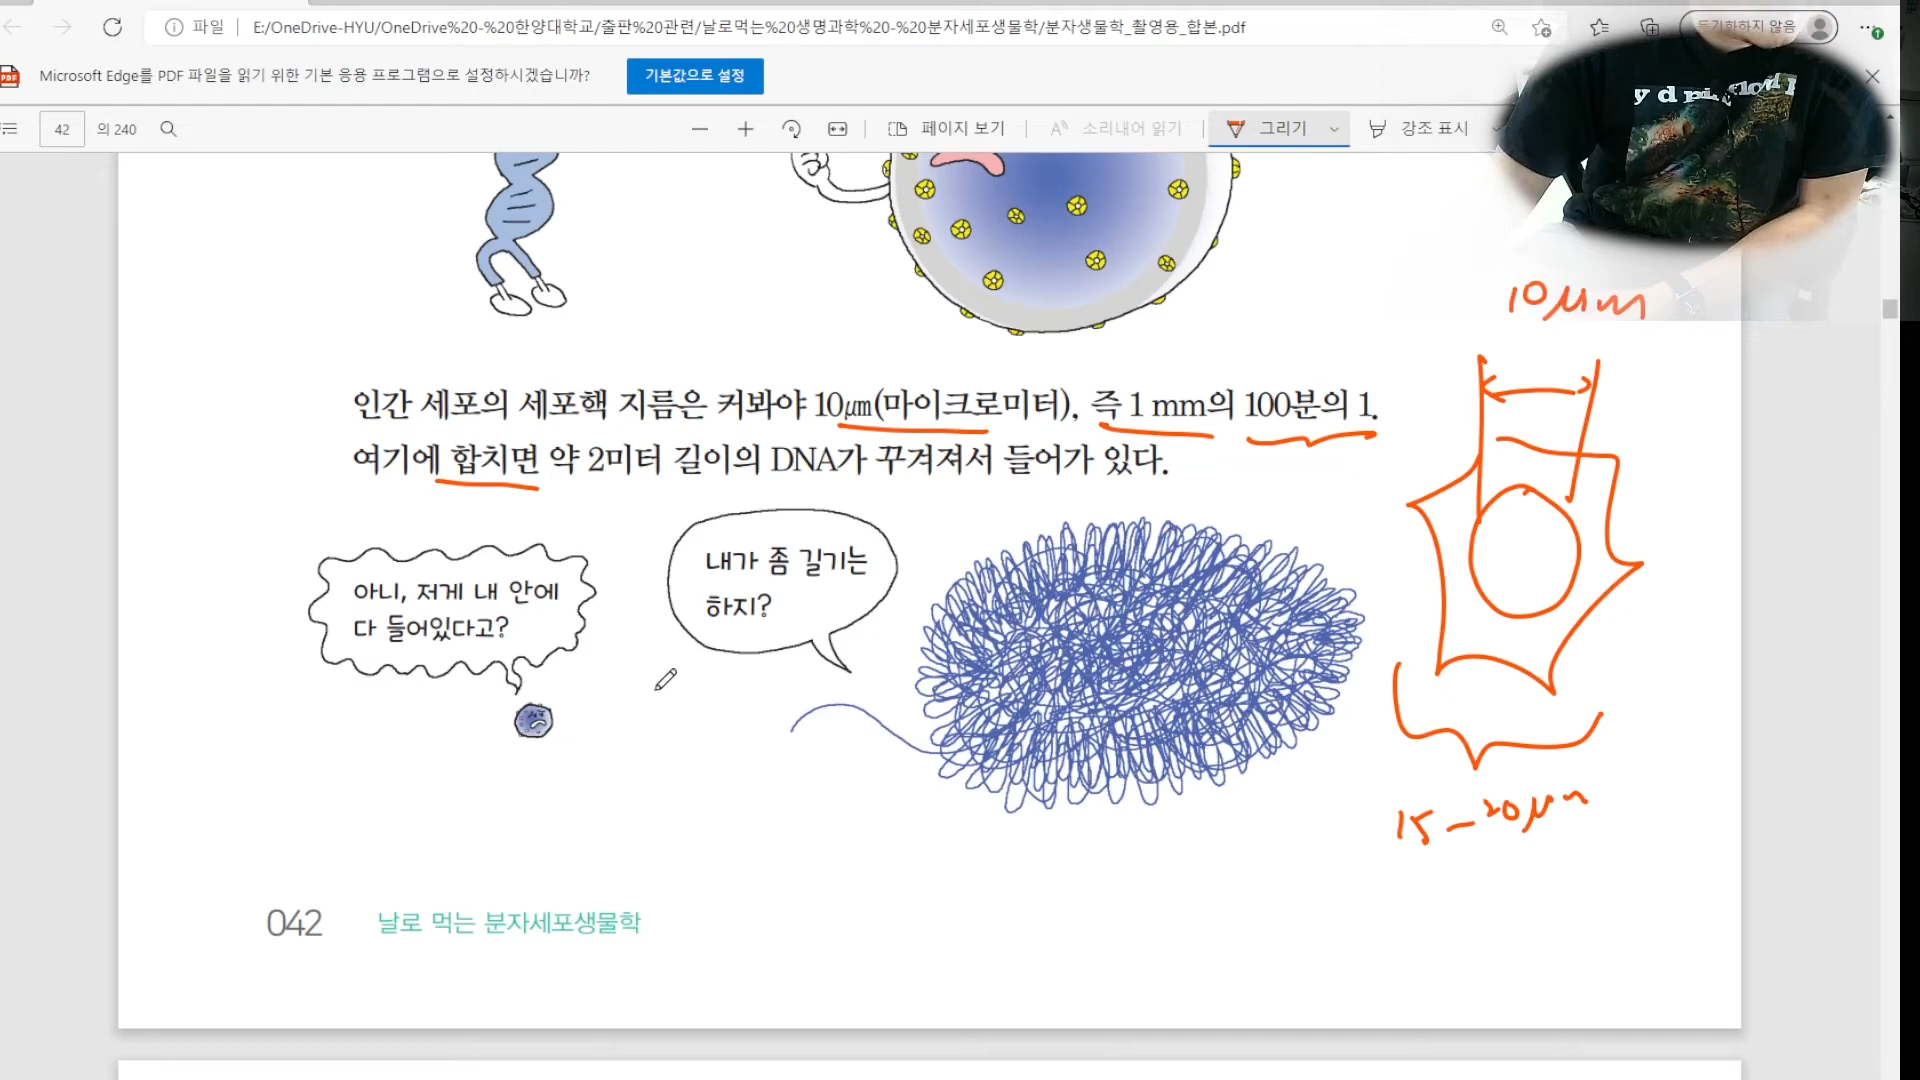 파일
E:/OneDrive-HYU/OneDrive%20-%20한양대학교/출판%20관련/날로먹는%20생명과학%20-%20분자세포생물학/분자생물학_촬영용_합본.pdf
동기화하지 않음
PDF
Microsoft Edge를 PDF 파일을 읽기 위한 기본 응용 프로그램으로 설정하시겠습니까?
기본값으로 설정
42 의 240
페이지 보기
소리내어 읽기
그리기
강조 표시
10μm
인간 세포의 세포핵 지름은 커봐야 10㎛(마이크로미터), 즉 1 mm의 100분의 1.
여기에 합치면 약 2미터 길이의 DNA가 꾸겨져서 들어가 있다.
아니, 저게 내 안에
다 들어있다고?
내가 좀 길기는
하지?
15-20μm
042 날로 먹는 분자세포생물학